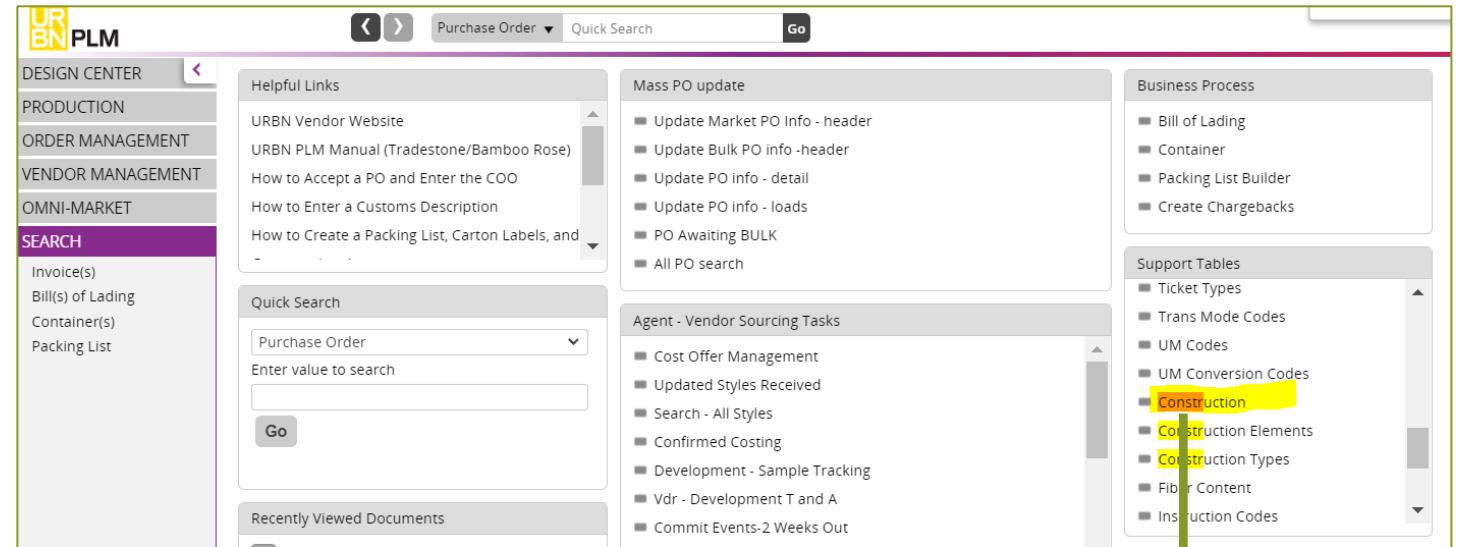 URBN PLM
Purchase Order
Quick Search
Go
DESIGN CENTER
PRODUCTION
ORDER MANAGEMENT
VENDOR MANAGEMENT
OMNI-MARKET
SEARCH
Invoice(s)
Bill(s) of Lading
Container(s)
Packing List
Helpful Links
URBN Vendor Website
URBN PLM Manual (Tradestone/Bamboo Rose)
How to Accept a PO and Enter the COO
How to Enter a Customs Description
How to Create a Packing List, Carton Labels, and
Quick Search
Purchase Order
Enter value to search
Go
Recently Viewed Documents
Mass PO update
Update Market PO Info - header
Update Bulk PO info -header
Update PO info - detail
Update PO info - loads
PO Awaiting BULK
All PO search
Agent - Vendor Sourcing Tasks
Cost Offer Management
Updated Styles Received
Search - All Styles
Confirmed Costing
Development - Sample Tracking
Vdr - Development T and A
Commit Events-2 Weeks Out
Business Process
Bill of Lading
Container
Packing List Builder
Create Chargebacks
Support Tables
Ticket Types
Trans Mode Codes
UM Codes
UM Conversion Codes
Construction
Construction Elements
Construction Types
Fiber Content
Instruction Codes